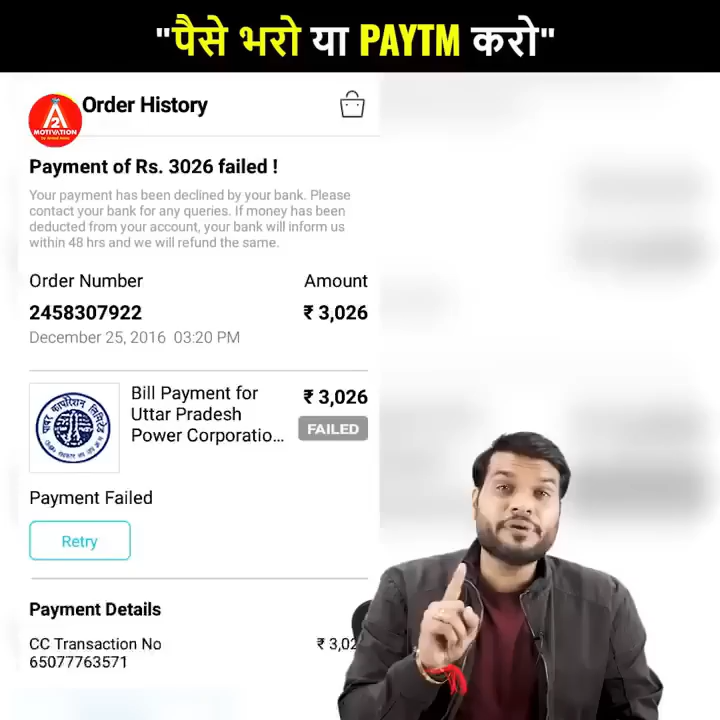 "पैसे भरो या PAYTM करो"
A2
MOTIVATION
Order History
Payment of Rs. 3026 failed !
Your payment has been declined by your bank. Please
contact your bank for any queries. If money has been
deducted from your account, your bank will inform us
within 48 hrs and we will refund the same.
Order Number Amount
2458307922 ₹ 3,026
December 25, 2016 03:20 PM
Bill Payment for ₹ 3,026
Uttar Pradesh
Power Corporatio... FAILED
Payment Failed
Retry
Payment Details
CC Transaction No ₹ 3,02
65077763571